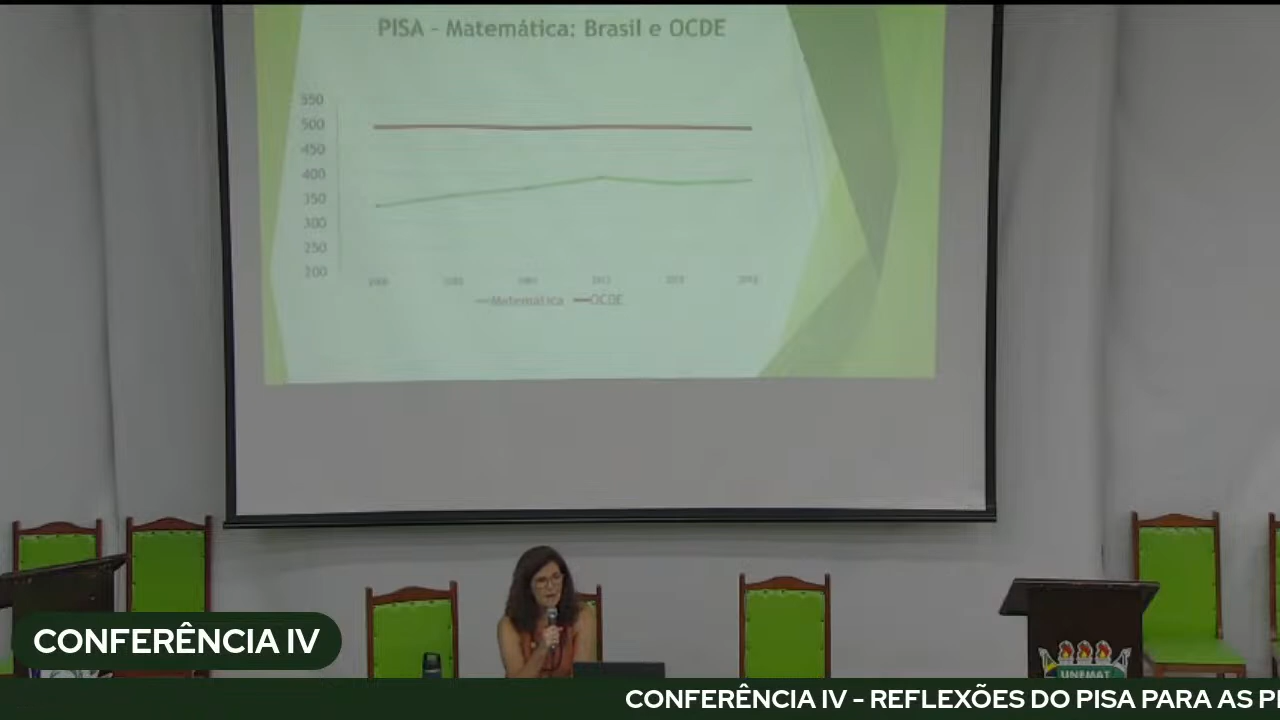 PISA - Matemática: Brasil e OCDE
550
500
450
400
350
300
250
200
Matemática OCDE
CONFERÊNCIA IV
UNEMAT
CONFERÊNCIA IV - REFLEXÕES DO PISA PARA AS